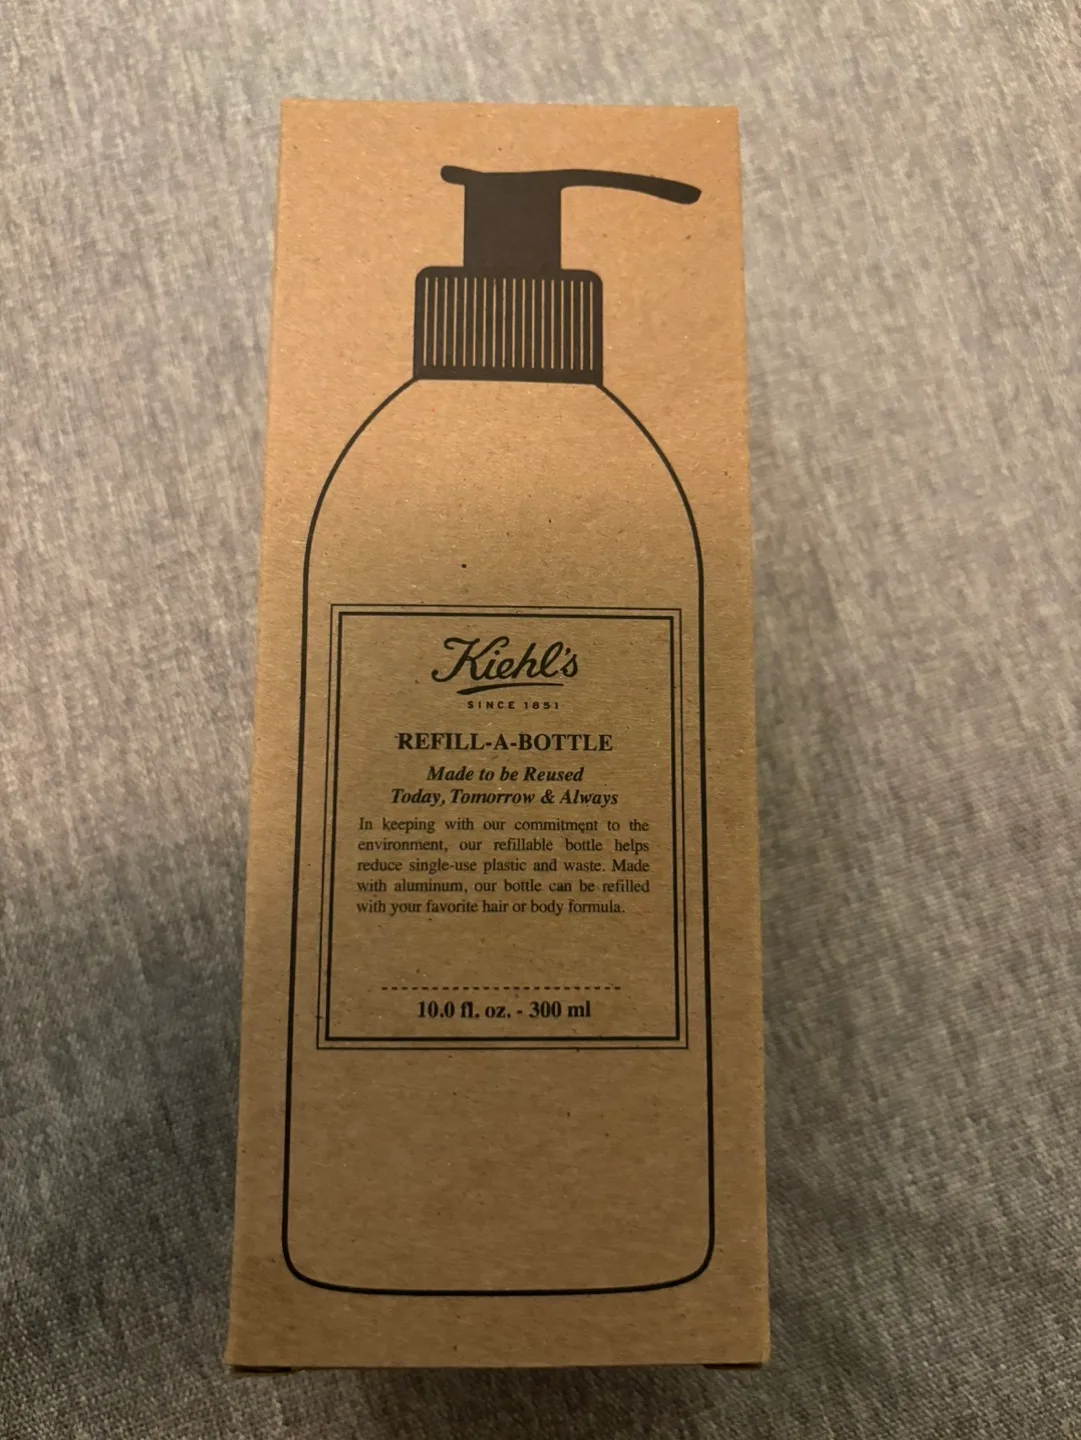 Kiehl's
SINCE 1851
REFILL-A-BOTTLE
Made to be Reused
Today, Tomorrow & Always
In keeping with our commitment to the
environment, our refillable bottle helps
reduce single-use plastic and waste. Made
with aluminum, our bottle can be refilled
with your favorite hair or body formula.
10.0 fl. oz. - 300 ml